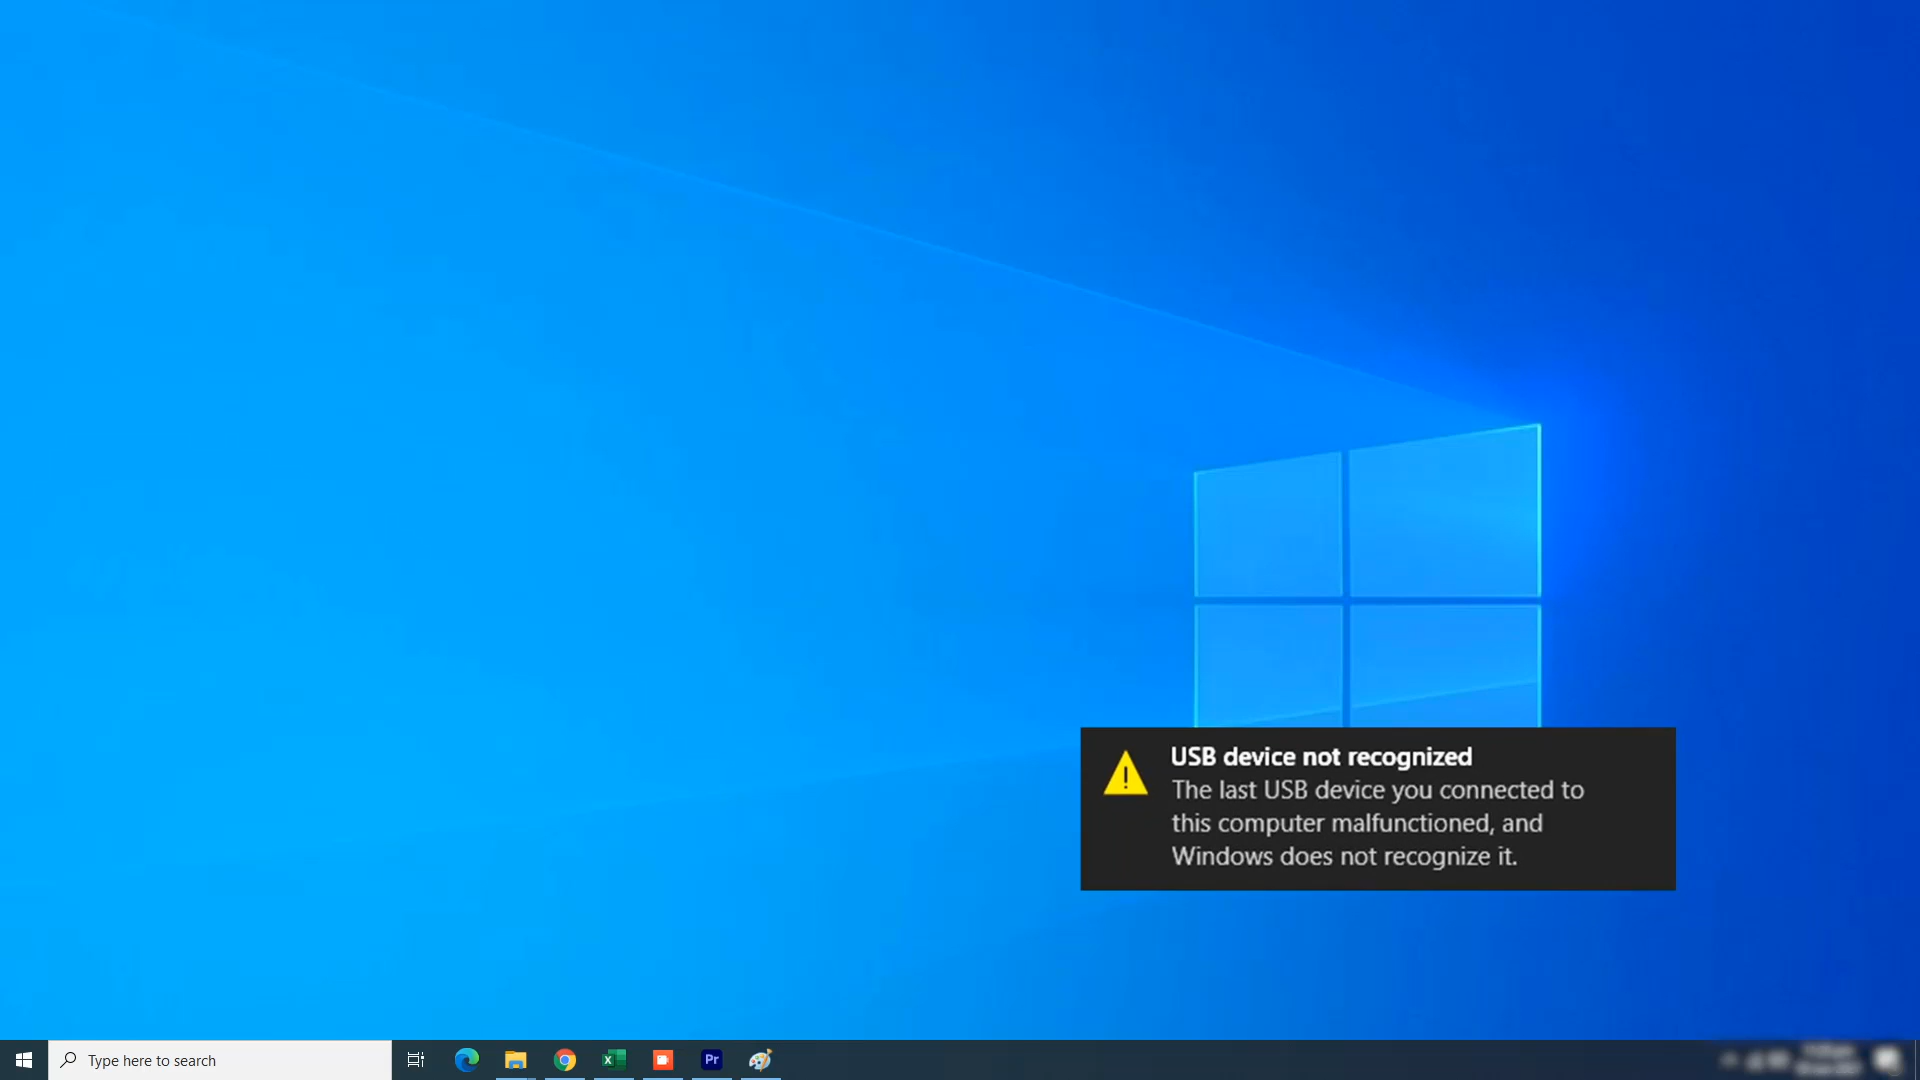 USB device not recognized
The last USB device you connected to
this computer malfunctioned, and
Windows does not recognize it.
Type here to search
Pr